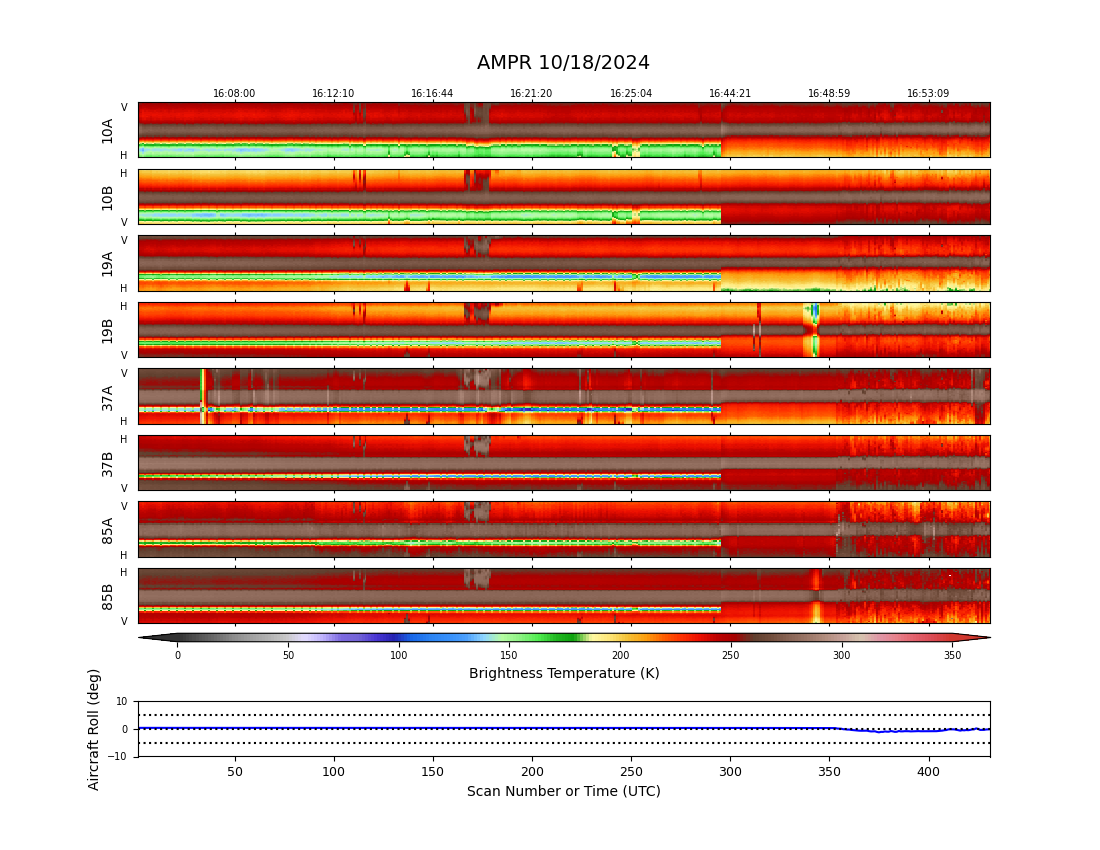 AMPR 10/18/2024
16:08:00 16:12:10 16:16:44 16:21:20 16:25:04 16:44:21 16:48:59 16:53:09
V
10A
H
H
10B
V
V
19A
H
H
19B
V
V
37A
H
H
37B
V
V
85A
H
H
85B
V
0 50 100 150 200 250 300 350
Brightness Temperature (K)
Aircraft Roll (deg)
10
0
−10
50 100 150 200 250 300 350 400
Scan Number or Time (UTC)